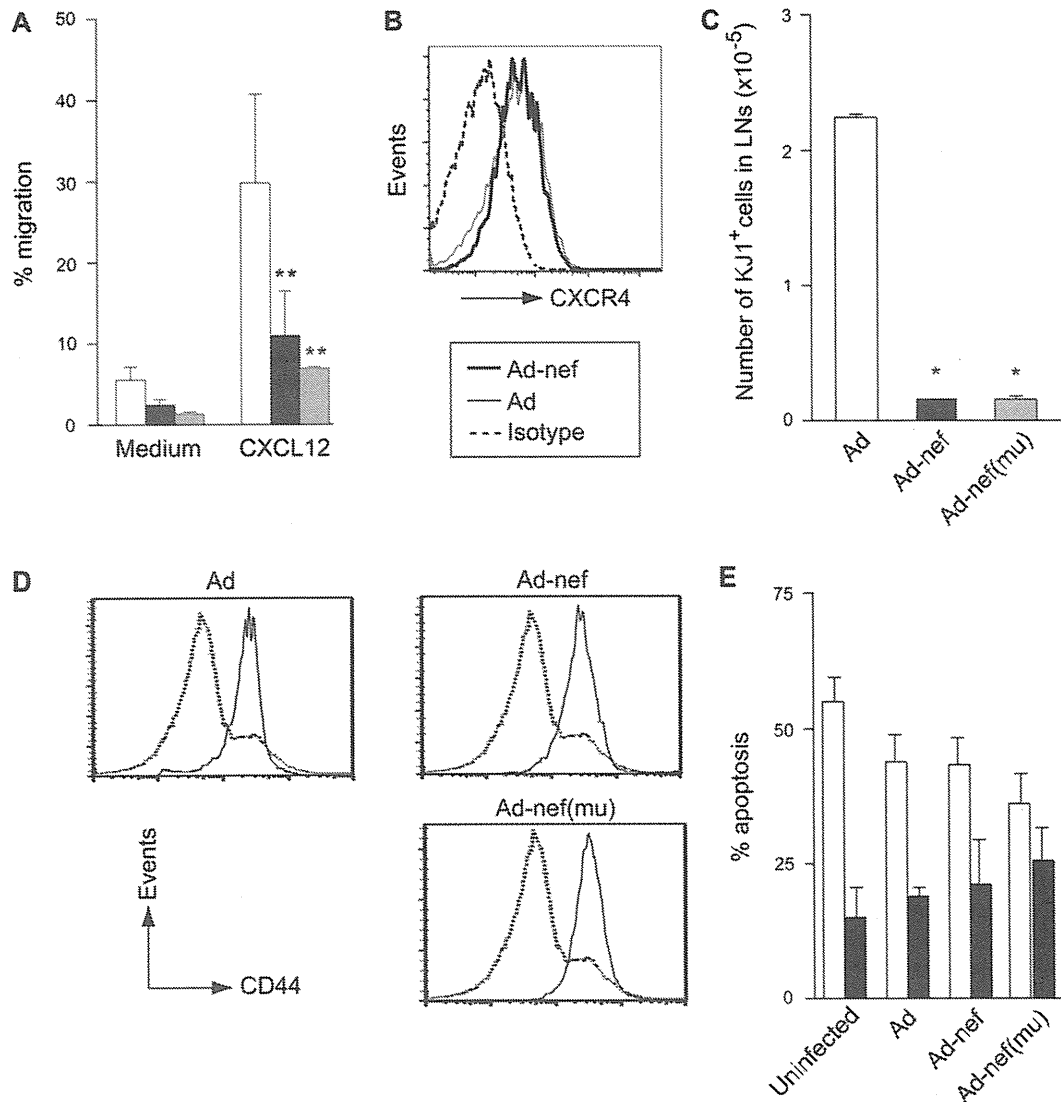 A
50
40
30
20
10
0
% migration
**
**
Medium
CXCL12
B
Events
CXCR4
Ad-nef
Ad
Isotype
C
3
2
1
0
Number of KJ1+ cells in LNs (x10-5)
*
*
Ad
Ad-nef
Ad-nef(mu)
D
Ad
Ad-nef
Ad-nef(mu)
Events
CD44
E
75
50
25
0
% apoptosis
Uninfected
Ad
Ad-nef
Ad-nef(mu)